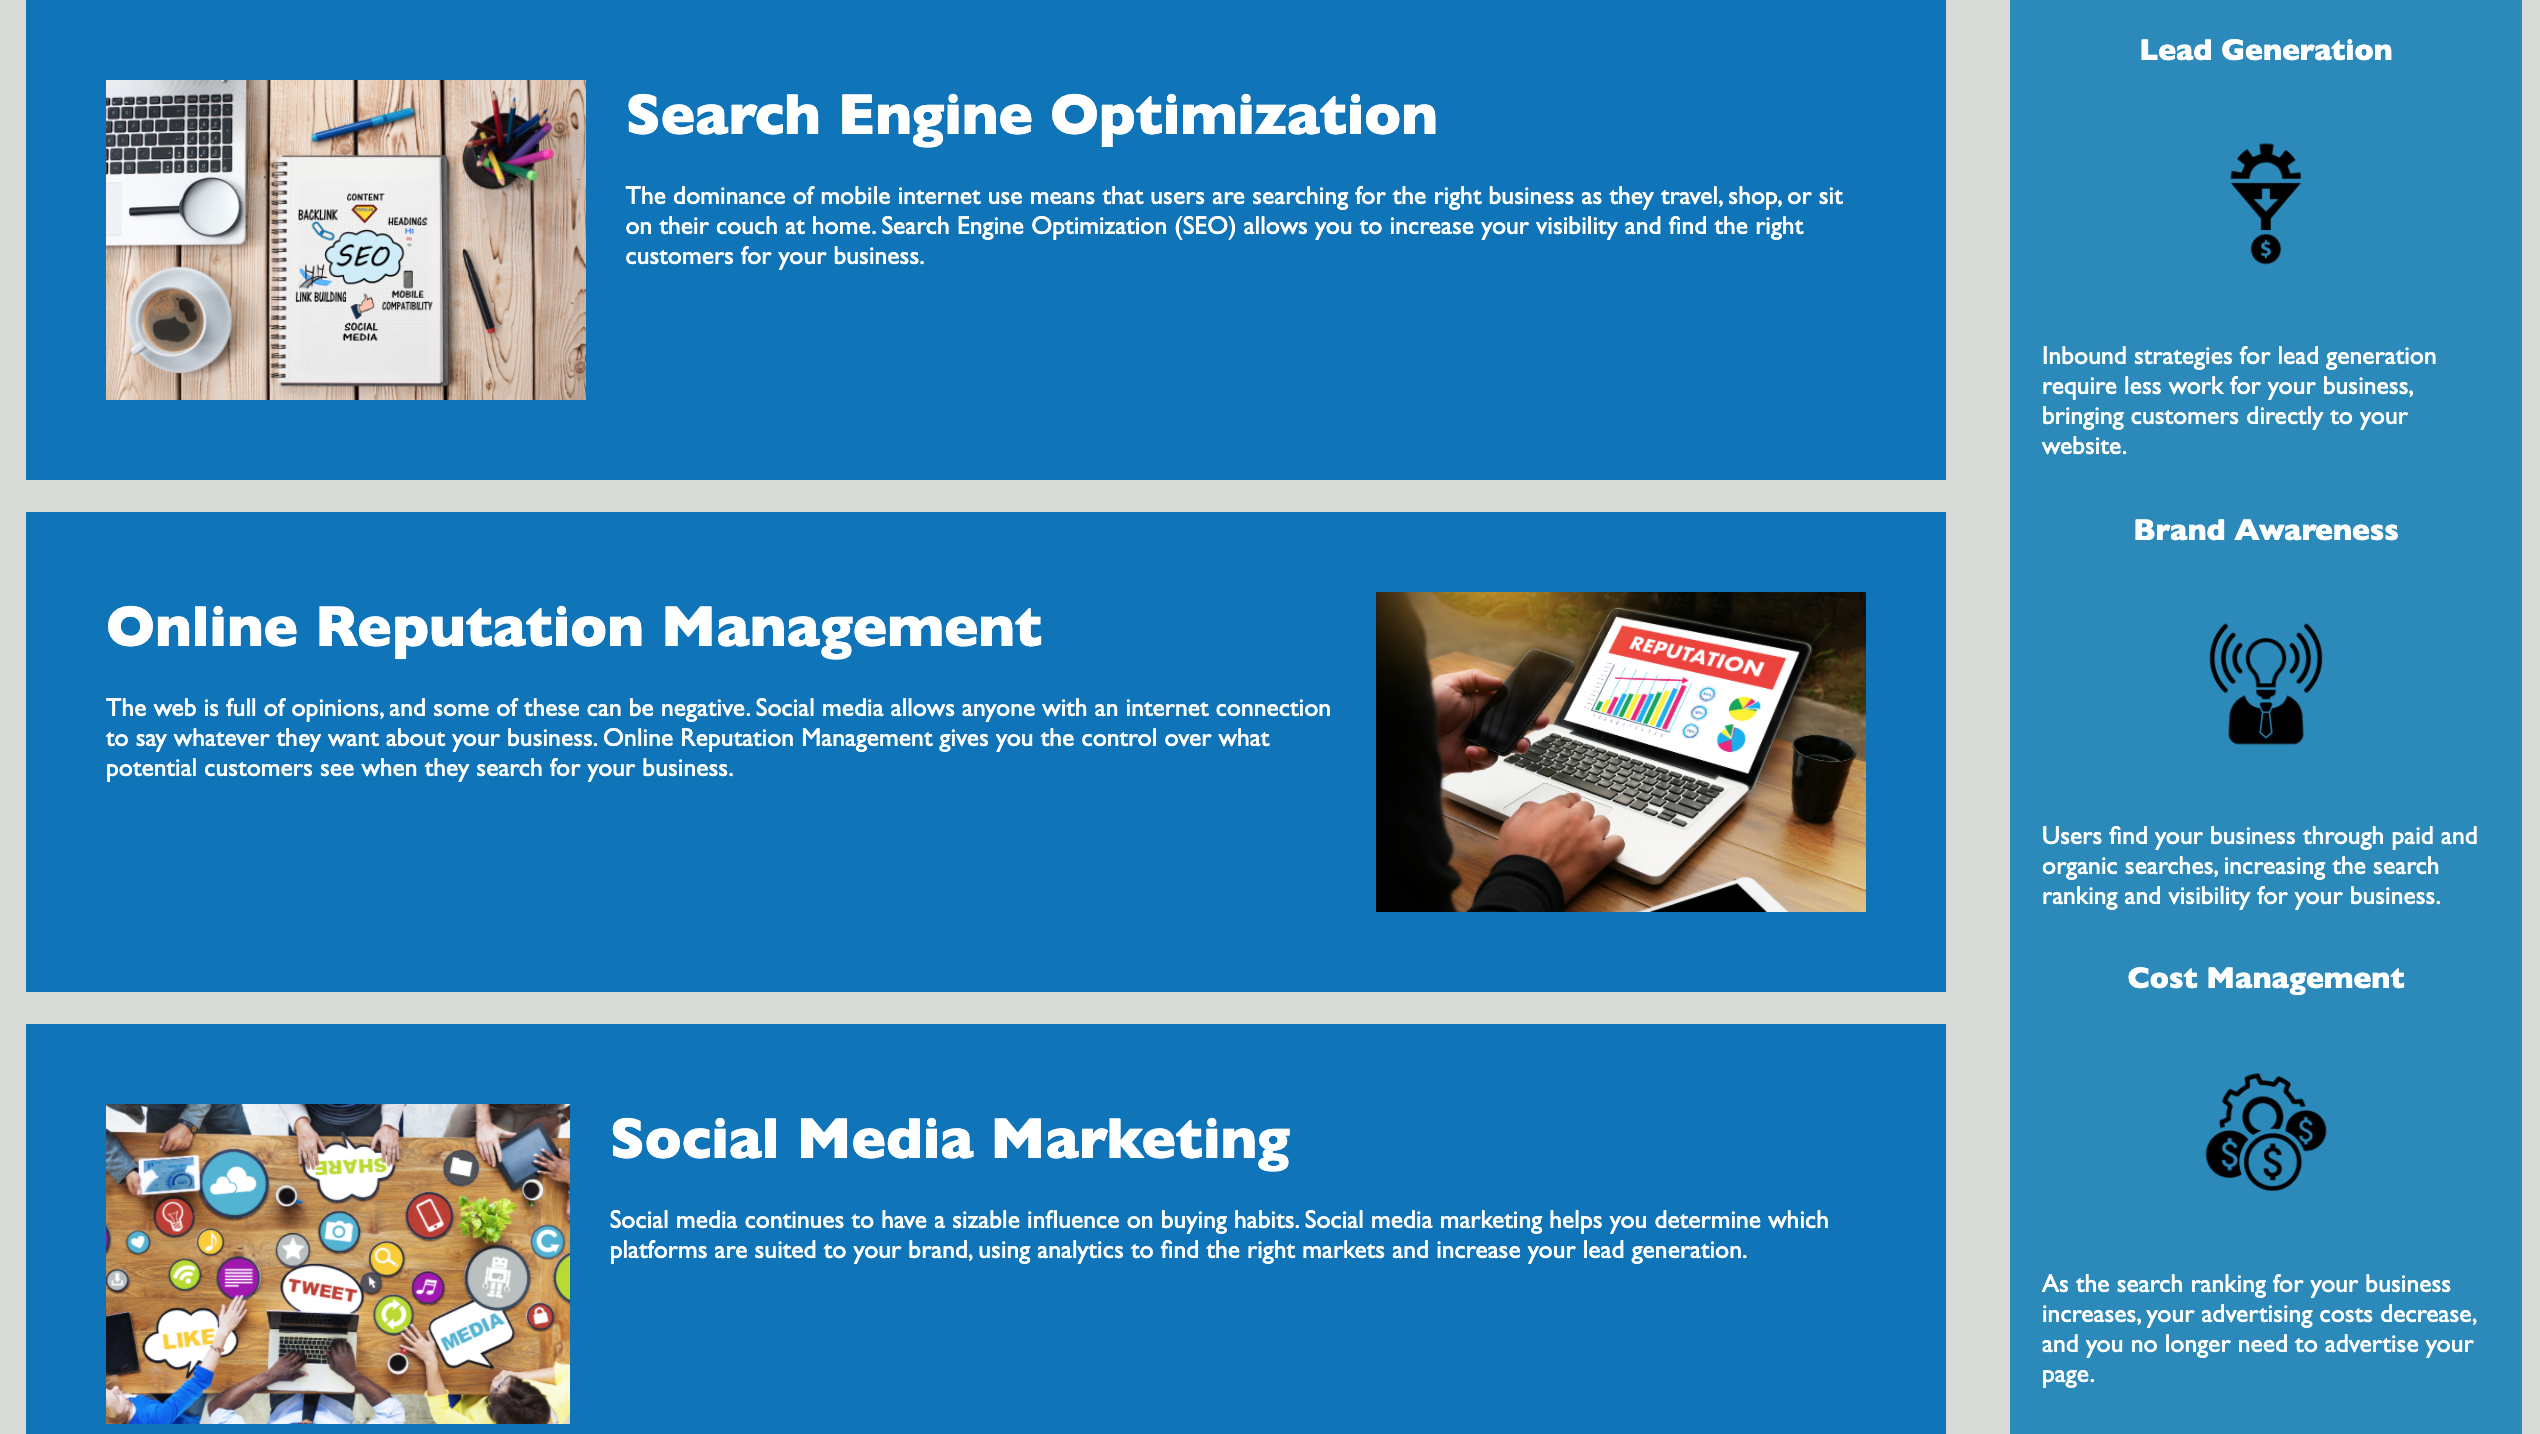 Search Engine Optimization
The dominance of mobile internet use means that users are searching for the right business as they travel, shop, or sit
on their couch at home. Search Engine Optimization (SEO) allows you to increase your visibility and find the right
customers for your business.
CONTENT
BACKLINK
HEADINGS
H1
SEO
LINK BUILDING
MOBILE
COMPATIBILITY
SOCIAL
MEDIA
Online Reputation Management
The web is full of opinions, and some of these can be negative. Social media allows anyone with an internet connection
to say whatever they want about your business. Online Reputation Management gives you the control over what
potential customers see when they search for your business.
REPUTATION
Social Media Marketing
Social media continues to have a sizable influence on buying habits. Social media marketing helps you determine which
platforms are suited to your brand, using analytics to find the right markets and increase your lead generation.
SHARE
TWEET
LIKE
MEDIA
Lead Generation
$
Inbound strategies for lead generation
require less work for your business,
bringing customers directly to your
website.
Brand Awareness
Users find your business through paid and
organic searches, increasing the search
ranking and visibility for your business.
Cost Management
$ $ $
As the search ranking for your business
increases, your advertising costs decrease,
and you no longer need to advertise your
page.